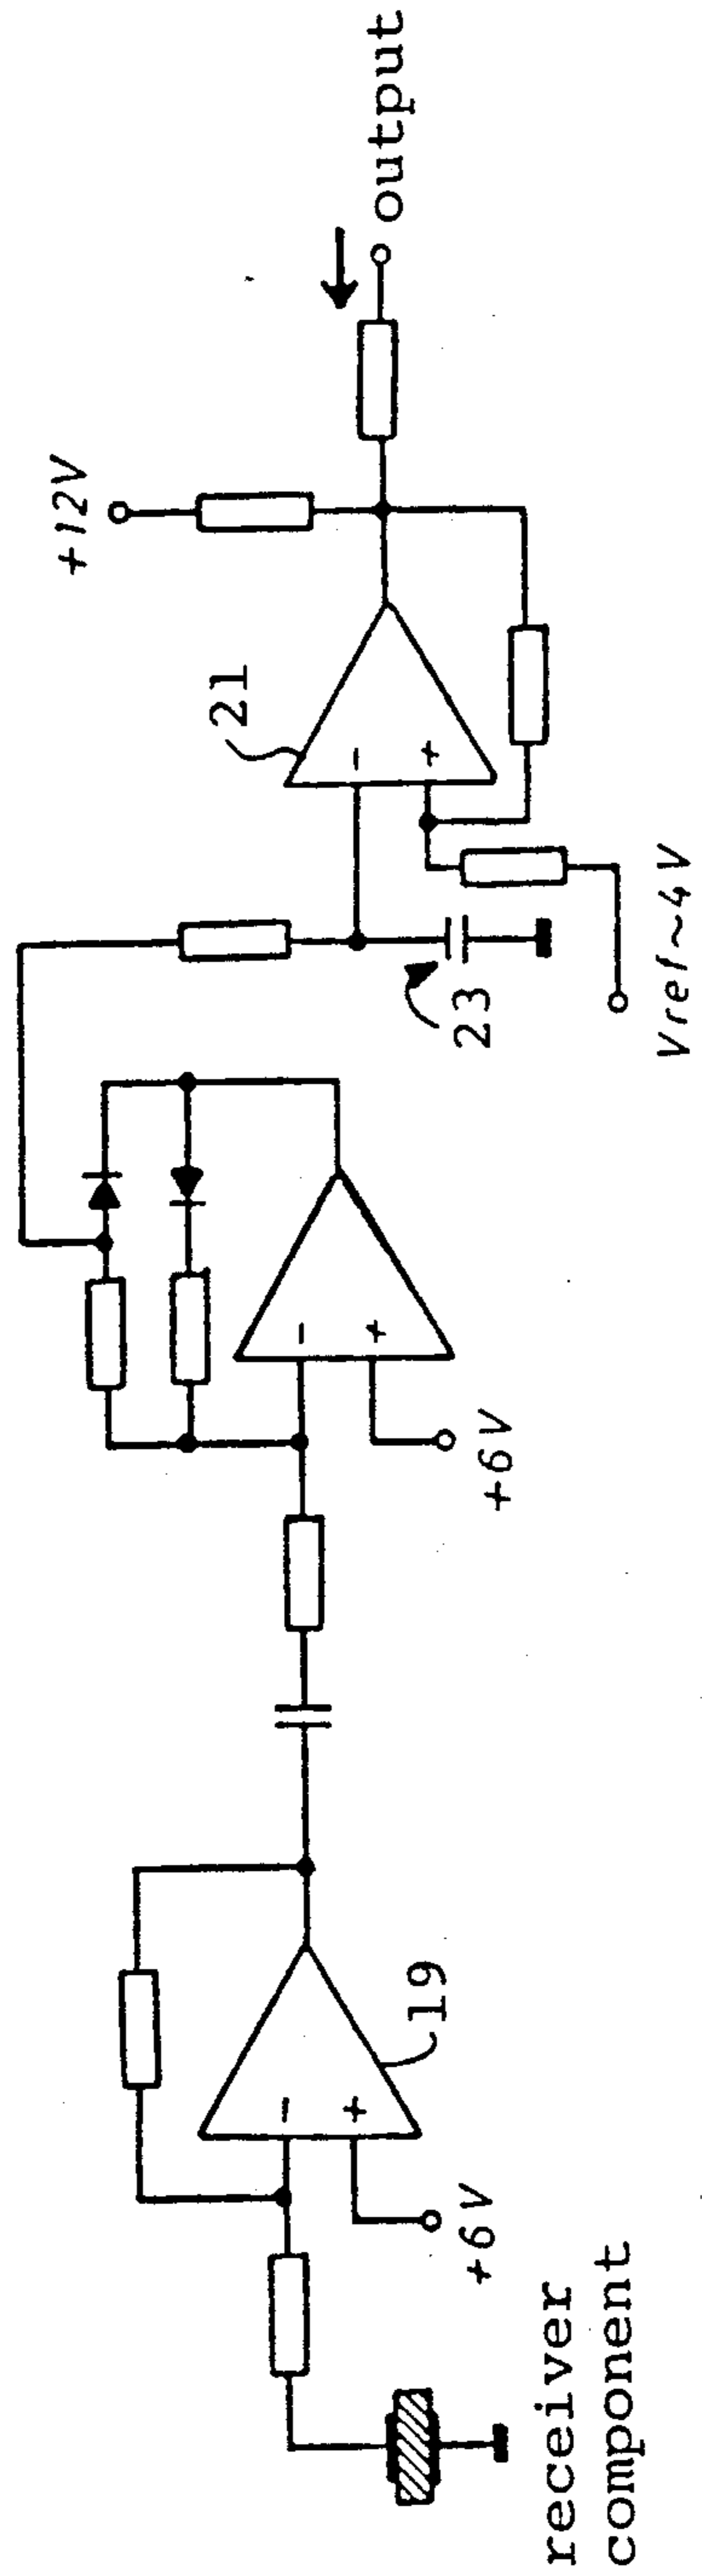 receiver
component
+6V
19
+6V
23
Vref~4V
21
+12V
output
-
+
-
+
-
+